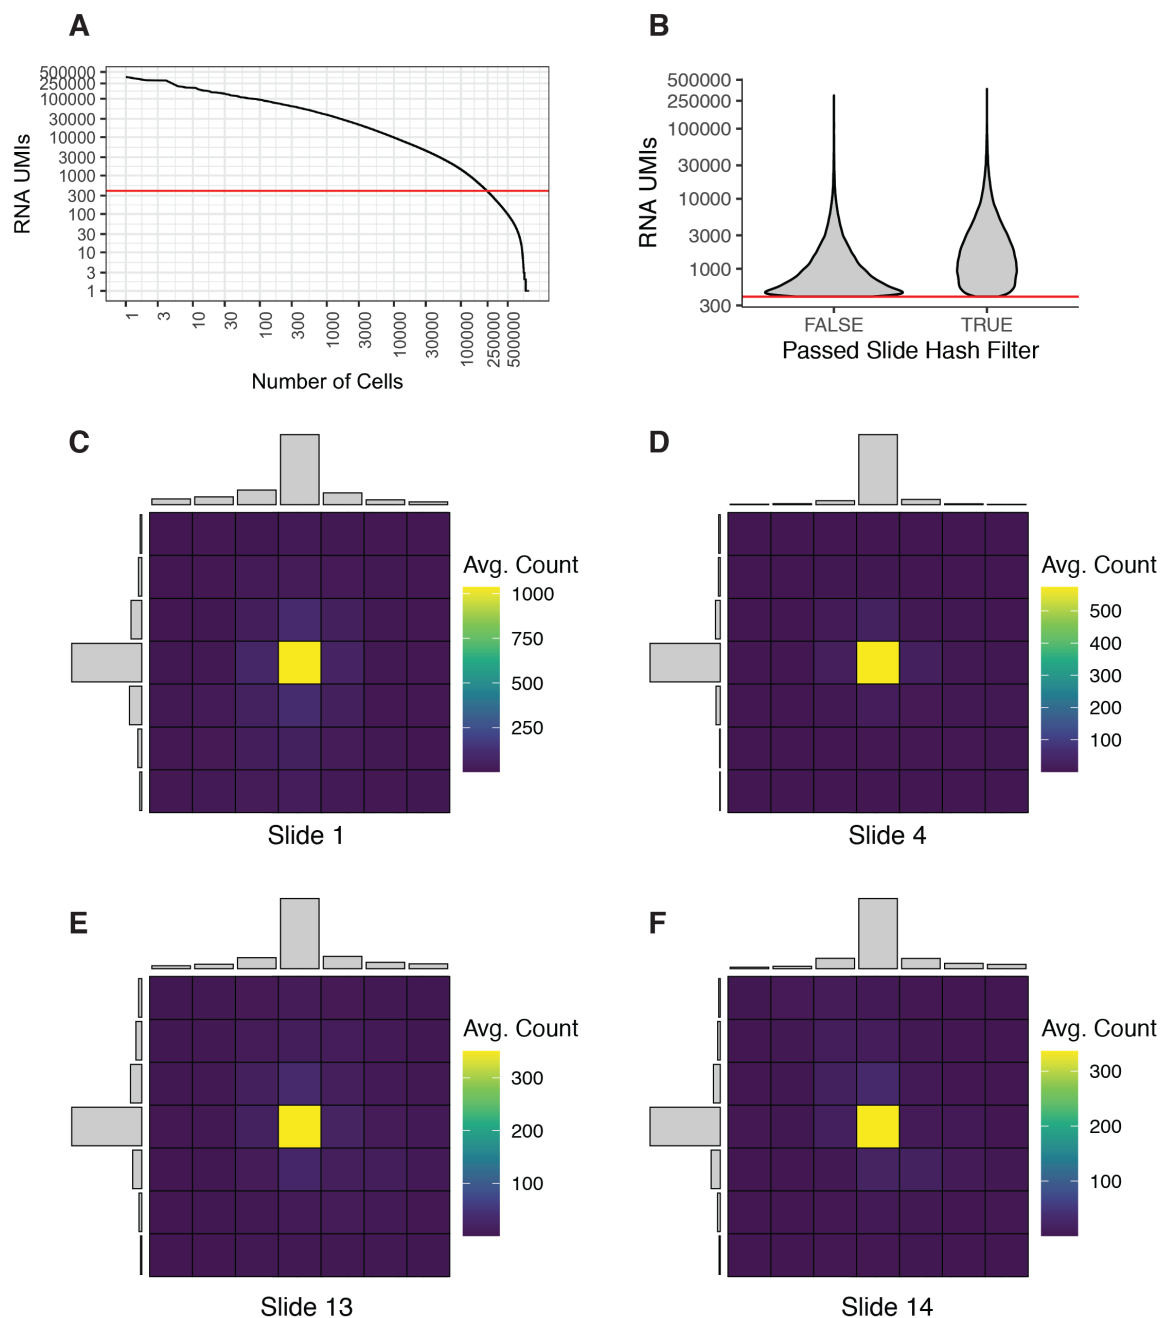 A
RNA UMIs
500000
250000
100000
30000
10000
3000
1000
300
100
30
10
3
1
1
3
10
30
100
300
1000
3000
10000
30000
100000
250000
500000
Number of Cells
B
RNA UMIs
500000
250000
100000
30000
10000
3000
1000
300
FALSE
TRUE
Passed Slide Hash Filter
C
Avg. Count
1000
750
500
250
Slide 1
D
Avg. Count
500
400
300
200
100
Slide 4
E
Avg. Count
300
200
100
Slide 13
F
Avg. Count
300
200
100
Slide 14